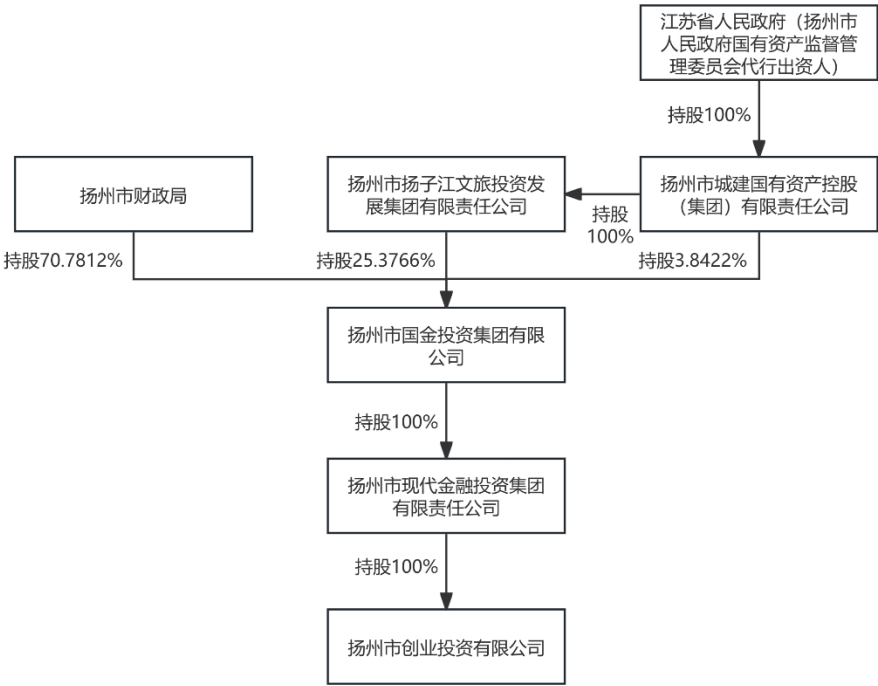 江苏省人民政府（扬州市
人民政府国有资产监督管
理委员会代行出资人）
持股100%
扬州市财政局
扬州市扬子江文旅投资发
展集团有限责任公司
扬州市城建国有资产控股
（集团）有限责任公司
持股
100%
持股70.7812%
持股25.3766%
持股3.8422%
扬州市国金投资集团有限
公司
持股100%
扬州市现代金融投资集团
有限责任公司
持股100%
扬州市创业投资有限公司